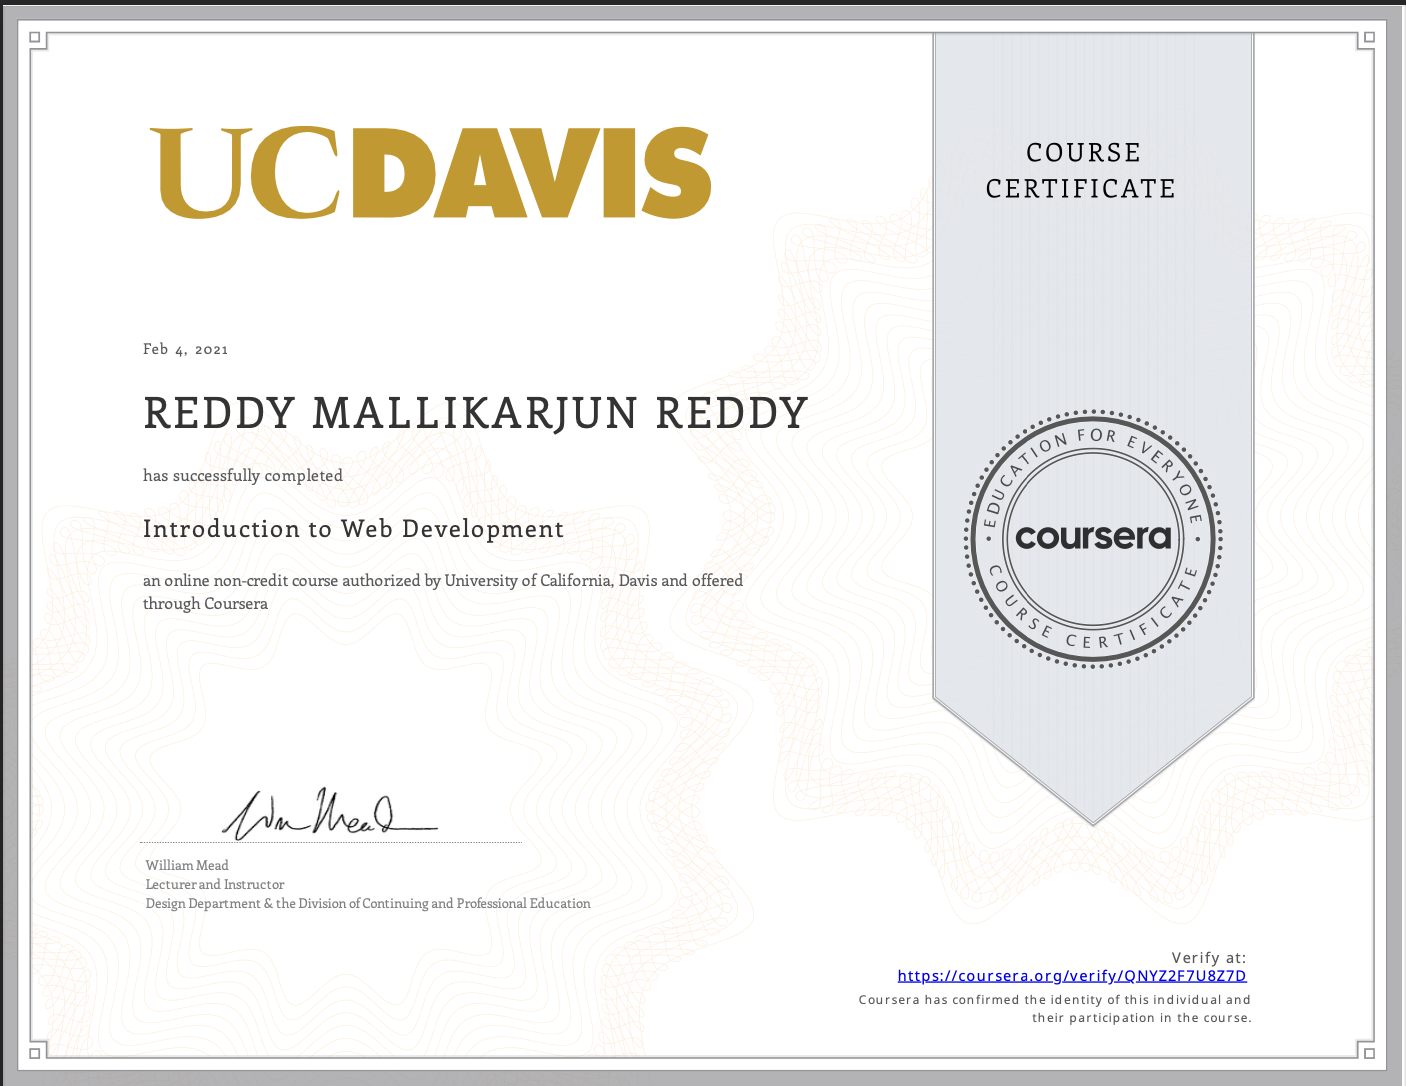 UCDAVIS
COURSE
CERTIFICATE
Feb 4, 2021
REDDY MALLIKARJUN REDDY
has successfully completed
Introduction to Web Development
an online non-credit course authorized by University of California, Davis and offered
through Coursera
EDUCATION FOR EVERYONE
coursera
COURSE CERTIFICATE
Wm Mead
William Mead
Lecturer and Instructor
Design Department & the Division of Continuing and Professional Education
Verify at:
https://coursera.org/verify/QNYZ2F7U8Z7D
Coursera has confirmed the identity of this individual and
their participation in the course.